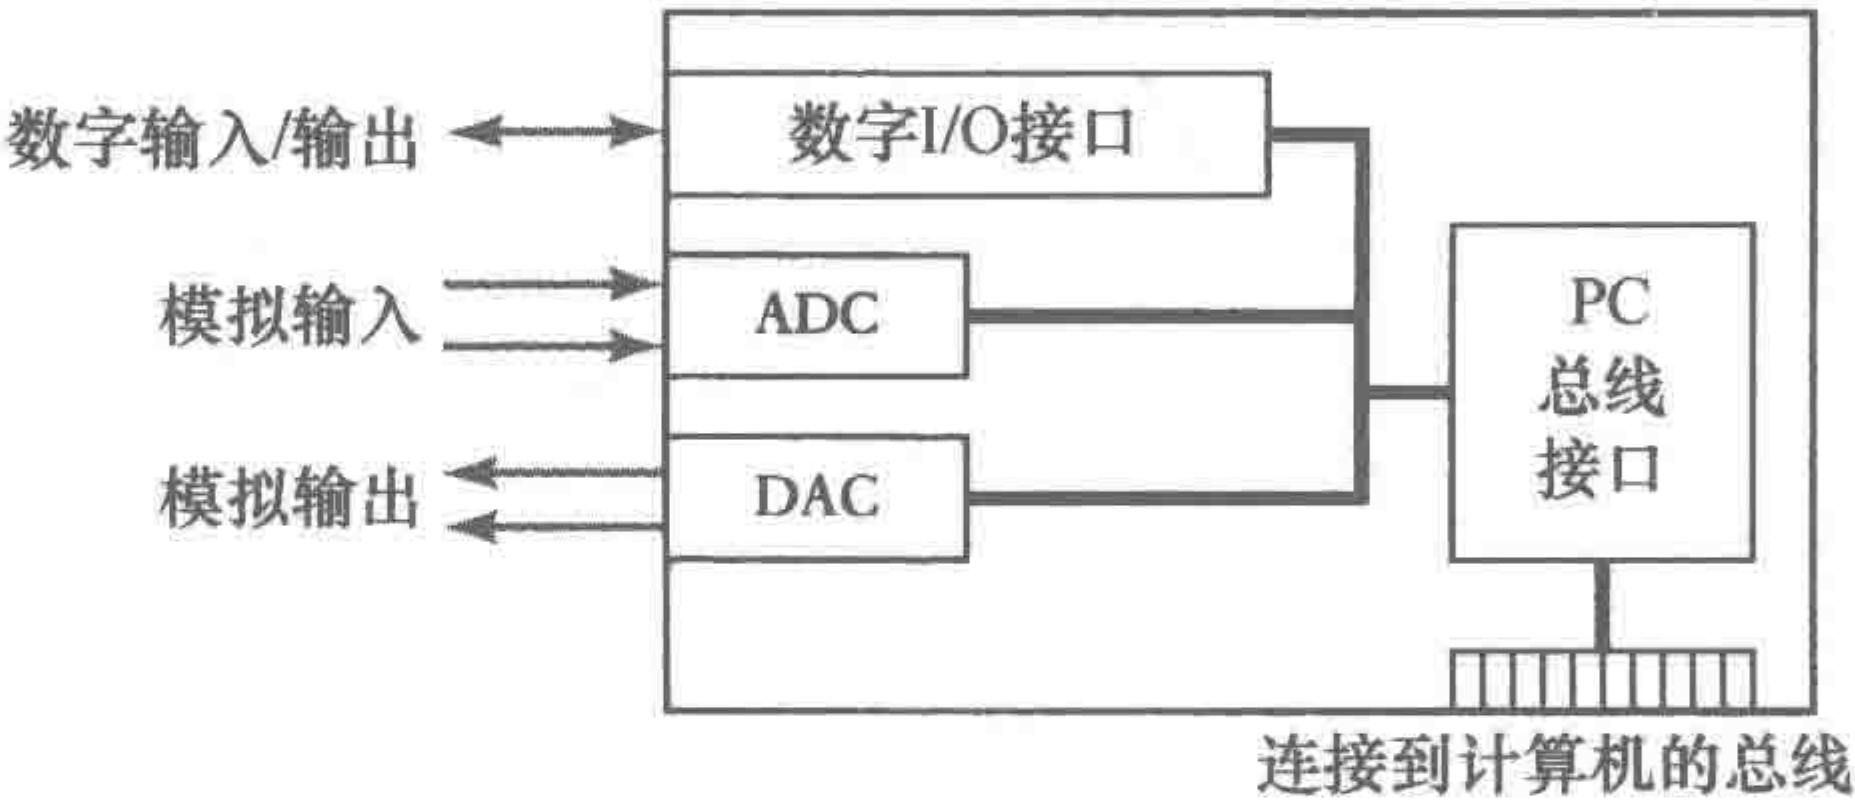 数字输入/输出
数字I/O接口
模拟输入
ADC
模拟输出
DAC
PC
总线
接口
连接到计算机的总线